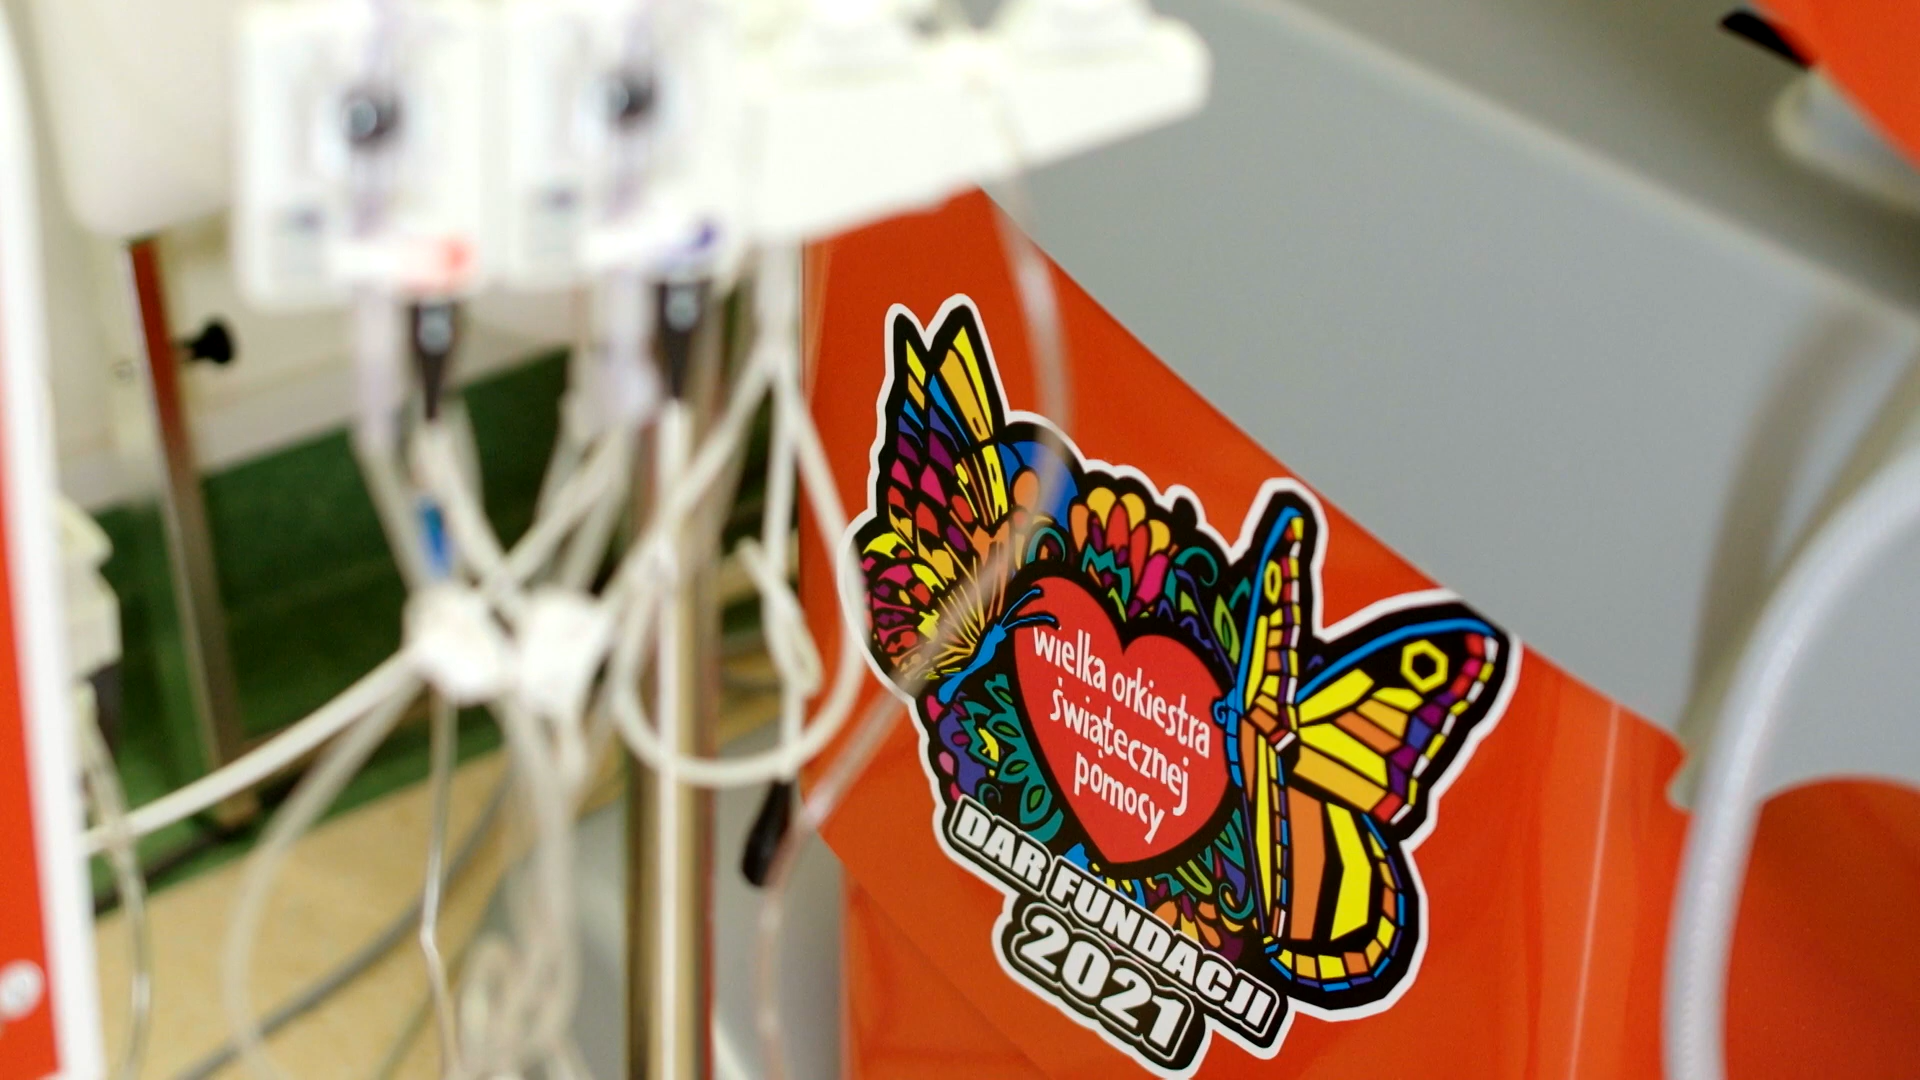 wielka orkiestra
świątecznej
pomocy
DAR FUNDACJI
2021